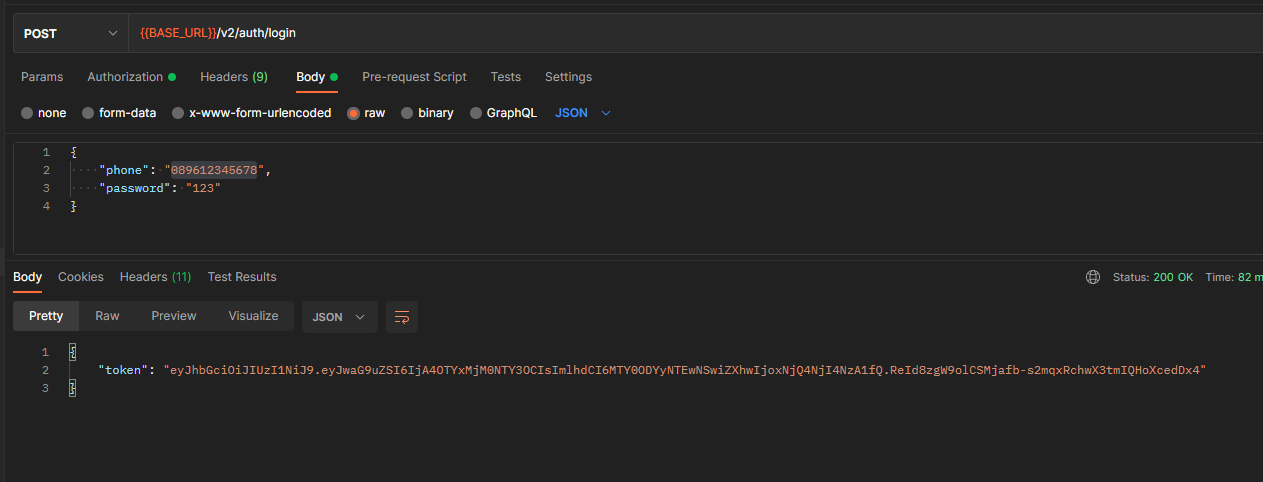 POST {{BASE_URL}}/v2/auth/login
Params Authorization Headers (9) Body Pre-request Script Tests Settings
none form-data x-www-form-urlencoded raw binary GraphQL JSON
1 {
2 "phone": "089612345678",
3 "password": "123"
4 }
Body Cookies Headers (11) Test Results Status: 200 OK Time: 82 m
Pretty Raw Preview Visualize JSON
1 {
2 "token": "eyJhbGciOiJIUzI1NiJ9.eyJwaG9uZSI6IjA4OTYxMjM0NTY3OCIsImlhdCI6MTY0ODYyNTEwNSwiZXhwIjoxNjQ4NjI4NzA1fQ.ReId8zgW9olCSMjafb-s2mqxRchwX3tmIQHoXcedDx4"
3 }